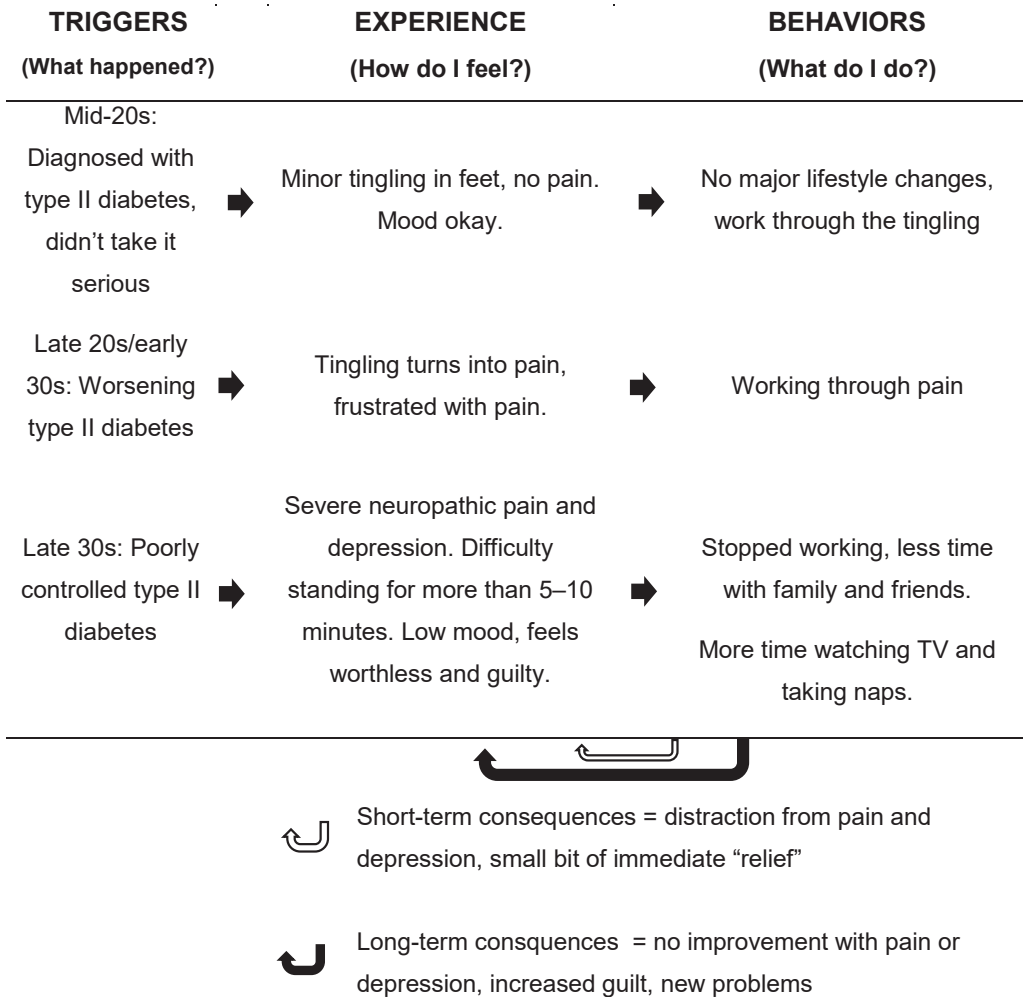 TRIGGERS
EXPERIENCE
BEHAVIORS
(What happened?)
(How do I feel?)
(What do I do?)
Mid-20s:
Diagnosed with
type II diabetes,
didn’t take it
serious
Minor tingling in feet, no pain.
Mood okay.
No major lifestyle changes,
work through the tingling
Late 20s/early
30s: Worsening
type II diabetes
Tingling turns into pain,
frustrated with pain.
Working through pain
Late 30s: Poorly
controlled type II
diabetes
Severe neuropathic pain and
depression. Difficulty
standing for more than 5–10
minutes. Low mood, feels
worthless and guilty.
Stopped working, less time
with family and friends.
More time watching TV and
taking naps.
Short-term consequences = distraction from pain and
depression, small bit of immediate “relief”
Long-term consquences = no improvement with pain or
depression, increased guilt, new problems